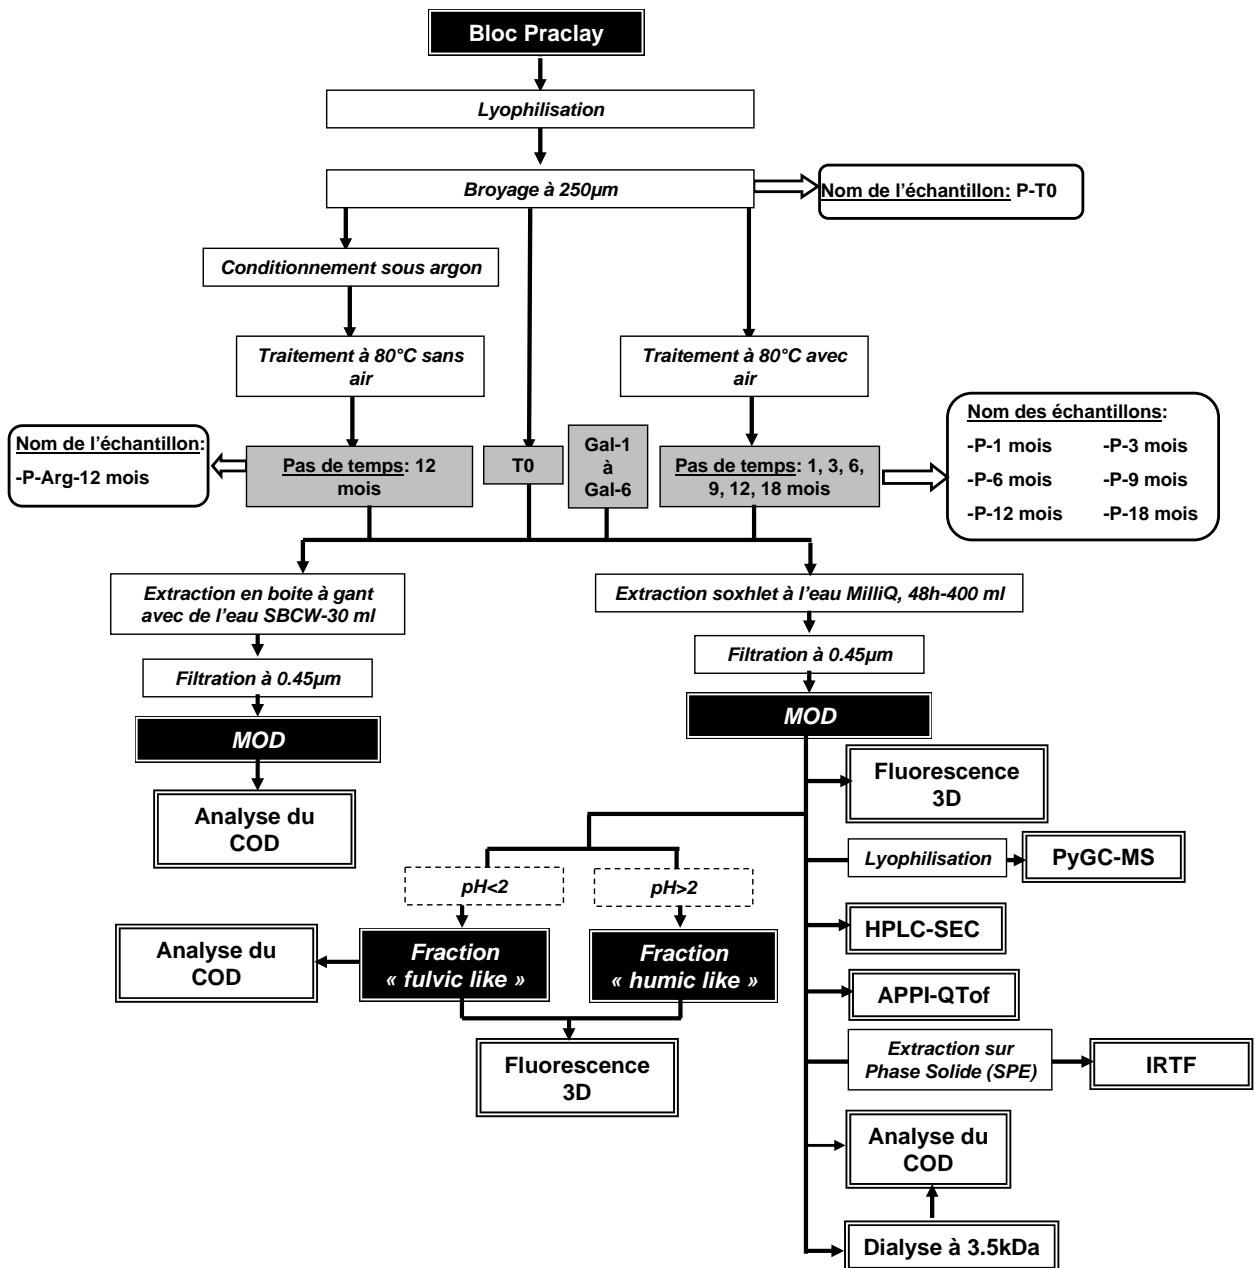 Bloc Praclay
Lyophilisation
Broyage à 250µm
Nom de l'échantillon: P-T0
Conditionnement sous argon
Traitement à 80°C sans
air
Traitement à 80°C avec
air
Nom de l'échantillon:
-P-Arg-12 mois
Pas de temps: 12
mois
T0
Gal-1
à
Gal-6
Pas de temps: 1, 3, 6,
9, 12, 18 mois
Nom des échantillons:
-P-1 mois -P-3 mois
-P-6 mois -P-9 mois
-P-12 mois -P-18 mois
Extraction en boite à gant
avec de l'eau SBCW-30 ml
Extraction soxhlet à l'eau MilliQ, 48h-400 ml
Filtration à 0.45µm
Filtration à 0.45µm
MOD
MOD
Analyse du
COD
Fluorescence
3D
Lyophilisation
PyGC-MS
pH<2
pH>2
Analyse du
COD
Fraction
« fulvic like »
Fraction
« humic like »
HPLC-SEC
APPI-QTof
Fluorescence
3D
Extraction sur
Phase Solide (SPE)
IRTF
Analyse du
COD
Dialyse à 3.5kDa